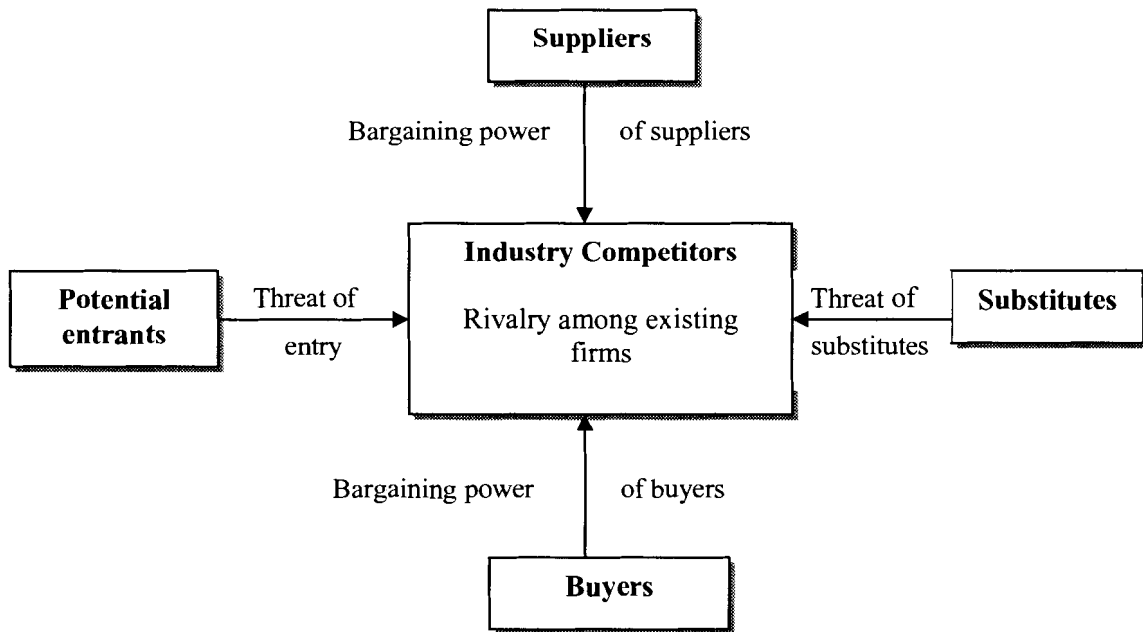 Suppliers
Bargaining power of suppliers
Industry Competitors
Rivalry among existing
firms
Potential
entrants
Threat of
entry
Threat of
substitutes
Substitutes
Bargaining power of buyers
Buyers